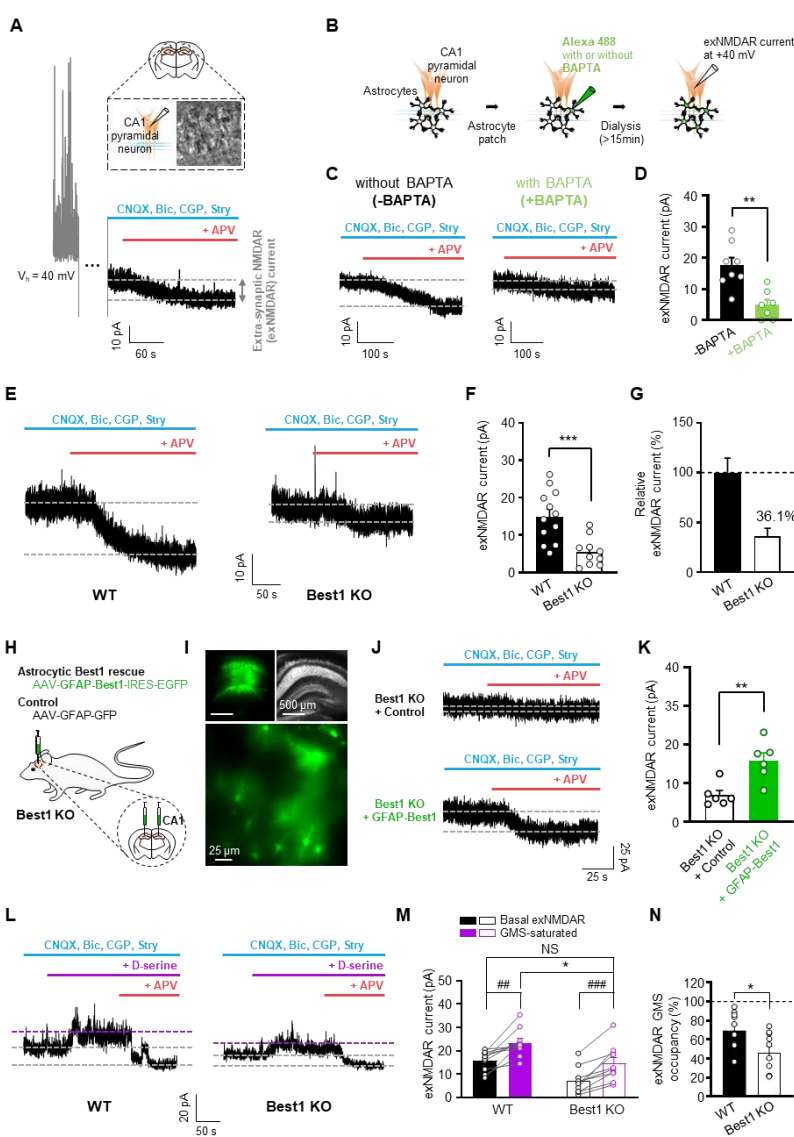 A
CA1
pyramidal
neuron
Vh = 40 mV
...
CNQX, Bic, CGP, Stry
+ APV
Extra-synaptic NMDAR
(exNMDAR) current
10 pA
60 s
B
CA1
pyramidal
neuron
Astrocytes
Astrocyte
patch
Alexa 488
with or without
BAPTA
Dialysis
(>15min)
exNMDAR current
at +40 mV
C
without BAPTA
(-BAPTA)
CNQX, Bic, CGP, Stry
+ APV
10 pA
100 s
with BAPTA
(+BAPTA)
CNQX, Bic, CGP, Stry
+ APV
10 pA
100 s
D
exNMDAR current (pA)
40
30
20
10
0
**
-BAPTA
+BAPTA
E
CNQX, Bic, CGP, Stry
+ APV
WT
10 pA
50 s
CNQX, Bic, CGP, Stry
+ APV
Best1 KO
F
exNMDAR current (pA)
40
30
20
10
0
***
WT
Best1 KO
G
Relative
exNMDAR current (%)
150
100
50
0
36.1%
WT
Best1 KO
H
Astrocytic Best1 rescue
AAV-GFAP-Best1-IRES-EGFP
Control
AAV-GFAP-GFP
Best1 KO
CA1
I
500 μm
25 μm
J
CNQX, Bic, CGP, Stry
+ APV
Best1 KO
+ Control
CNQX, Bic, CGP, Stry
+ APV
Best1 KO
+ GFAP-Best1
25 pA
25 s
K
exNMDAR current (pA)
40
35
20
10
0
**
Best1 KO
+ Control
Best1 KO
+ GFAP-Best1
L
CNQX, Bic, CGP, Stry
+ D-serine
+ APV
WT
20 pA
50 s
CNQX, Bic, CGP, Stry
+ D-serine
+ APV
Best1 KO
M
Basal exNMDAR
GMS-saturated
exNMDAR current (pA)
50
40
30
20
10
0
NS
*
##
###
WT
Best1 KO
N
exNMDAR GMS
occupancy (%)
120
100
80
60
40
20
0
*
WT
Best1 KO